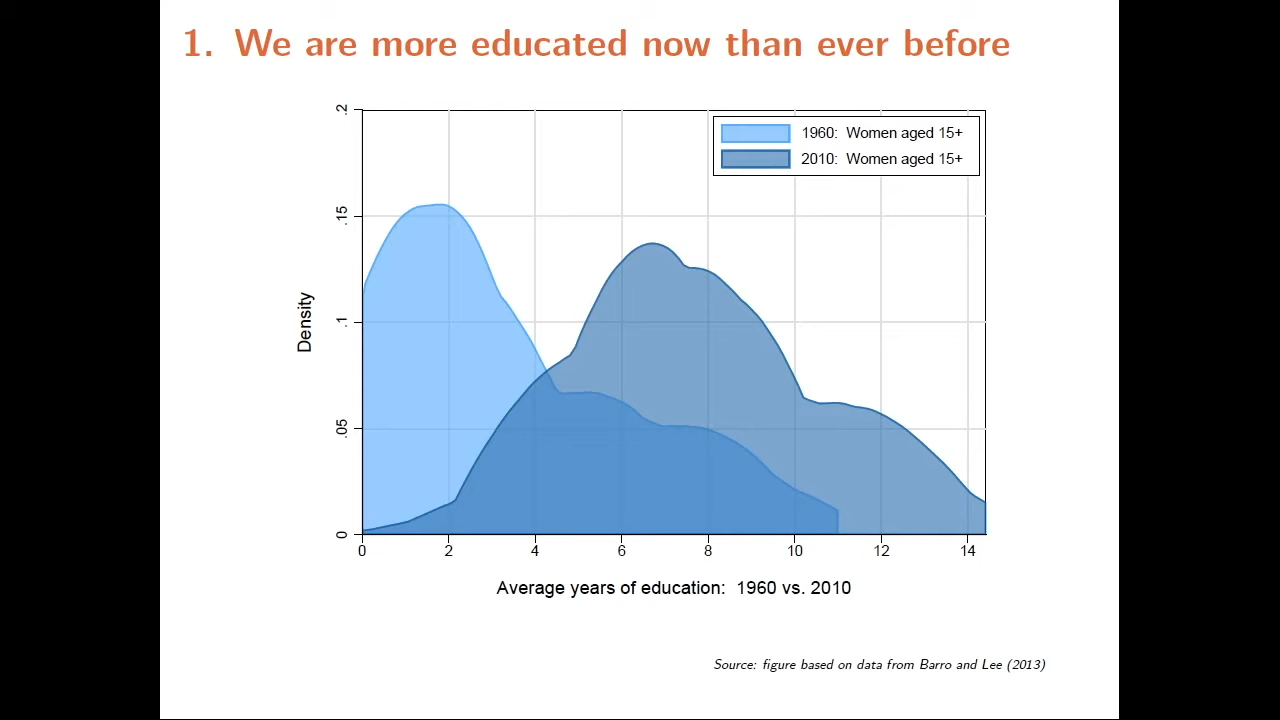 1. We are more educated now than ever before
1960: Women aged 15+
2010: Women aged 15+
.2
.15
.1
.05
0
Density
0 2 4 6 8 10 12 14
Average years of education: 1960 vs. 2010
Source: figure based on data from Barro and Lee (2013)